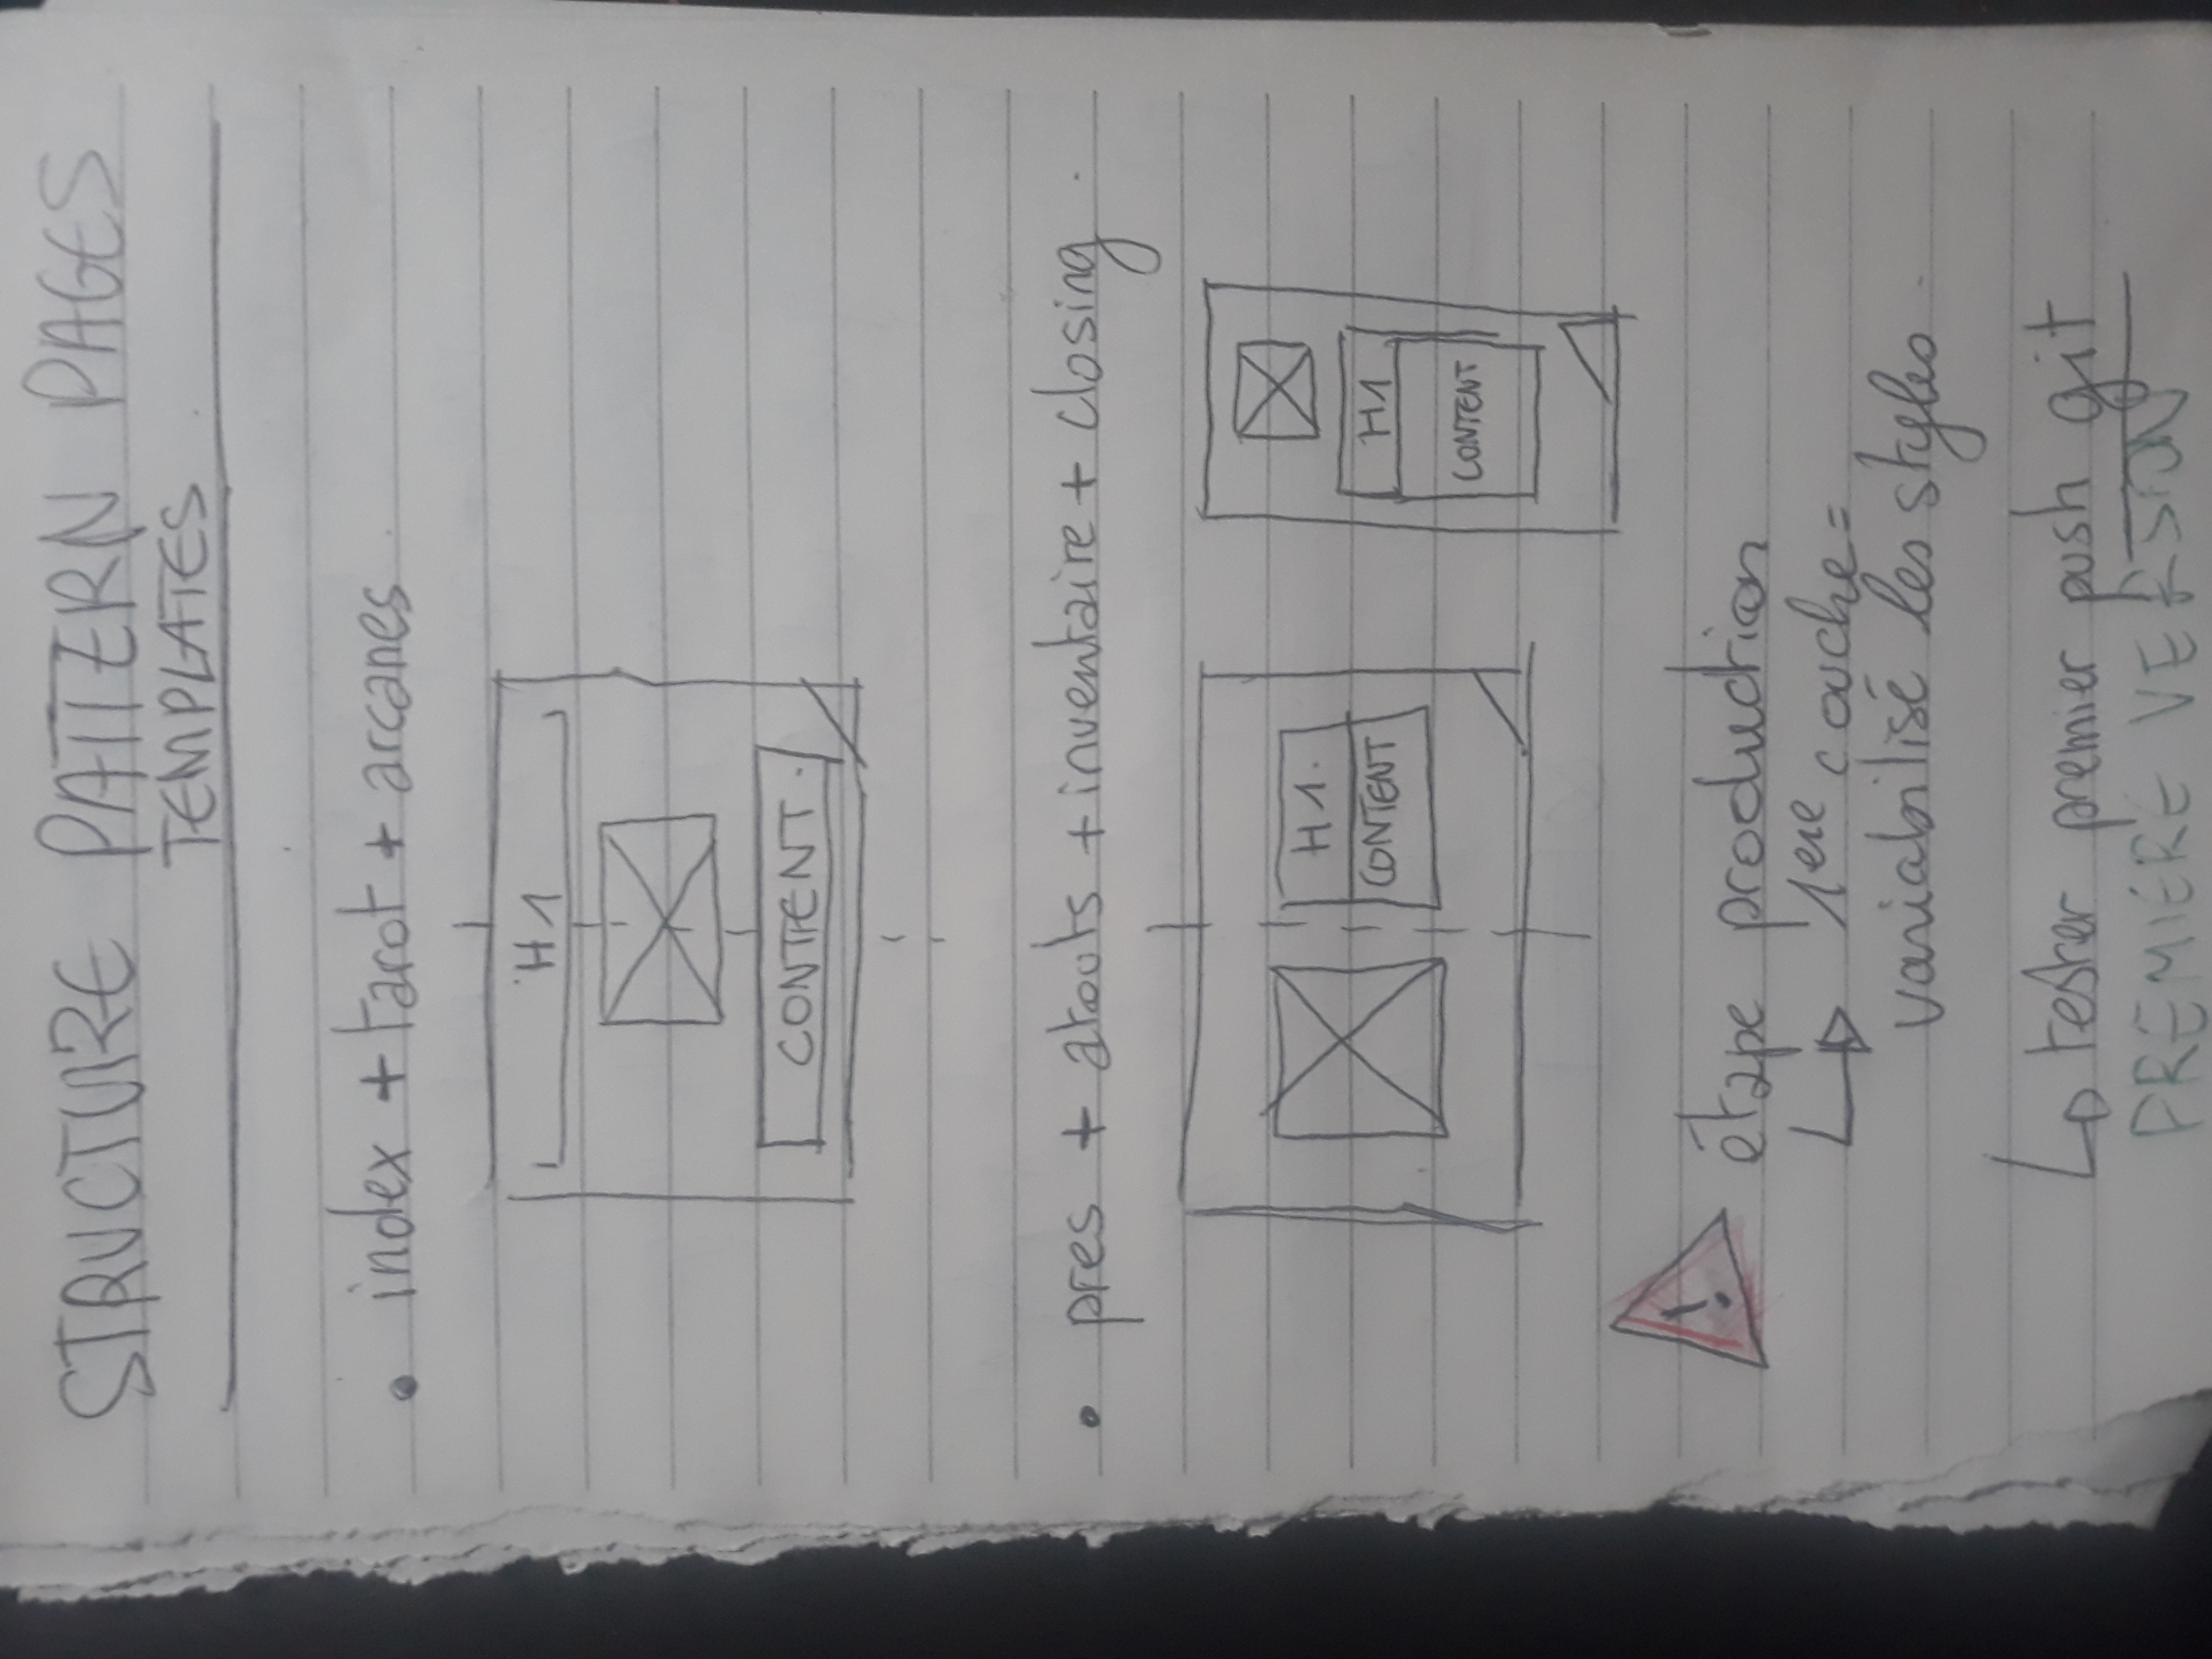 STRUCTURE PATTERN PAGES
TEMPLATES
• index + tarot + arcanes
H1
CONTENT
• pres + atouts + inventaire + closing
H1
CONTENT
H1
CONTENT
!
étape production
1ere couche =
variabilisé les styles
tester premier push git
PREMIERE VERSION